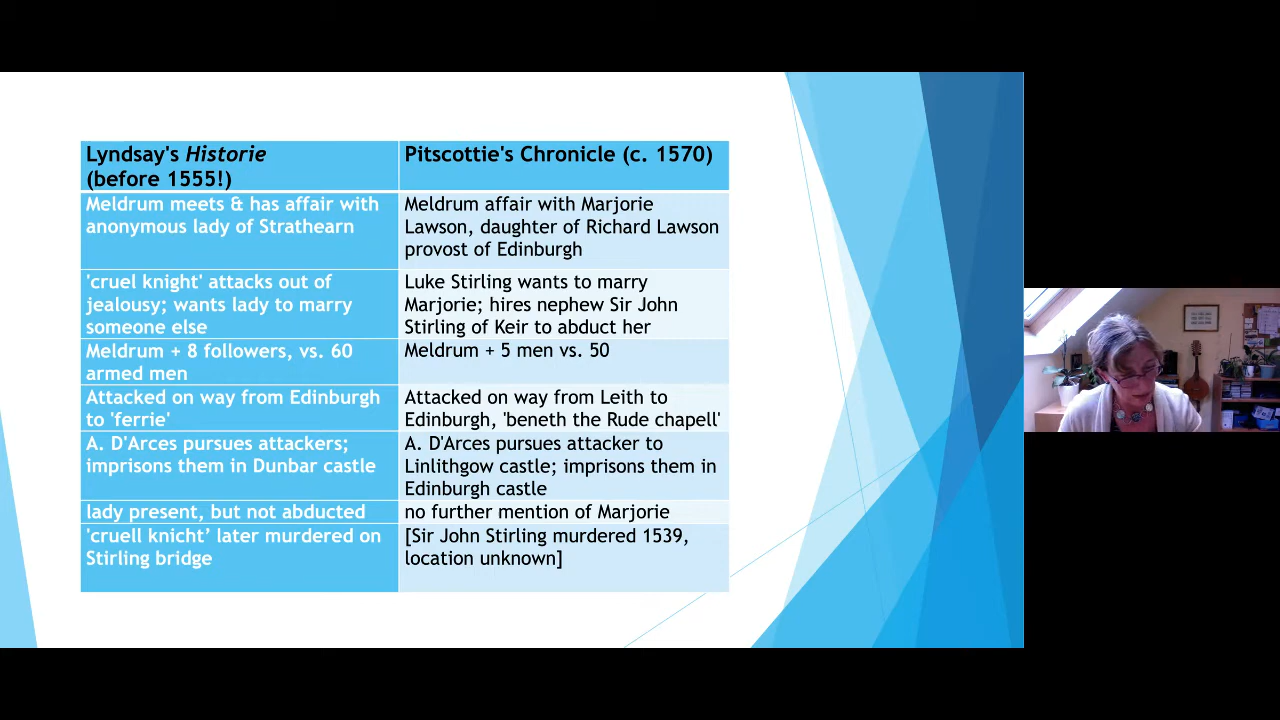 Lyndsay's Historie
(before 1555!)
Pitscottie's Chronicle (c. 1570)
Meldrum meets & has affair with
anonymous lady of Strathearn
Meldrum affair with Marjorie
Lawson, daughter of Richard Lawson
provost of Edinburgh
'cruel knight' attacks out of
jealousy; wants lady to marry
someone else
Luke Stirling wants to marry
Marjorie; hires nephew Sir John
Stirling of Keir to abduct her
Meldrum + 8 followers, vs. 60
armed men
Meldrum + 5 men vs. 50
Attacked on way from Edinburgh
to 'ferrie'
Attacked on way from Leith to
Edinburgh, 'beneth the Rude chapell'
A. D'Arces pursues attackers;
imprisons them in Dunbar castle
A. D'Arces pursues attacker to
Linlithgow castle; imprisons them in
Edinburgh castle
lady present, but not abducted
no further mention of Marjorie
'cruell knicht’ later murdered on
Stirling bridge
[Sir John Stirling murdered 1539,
location unknown]